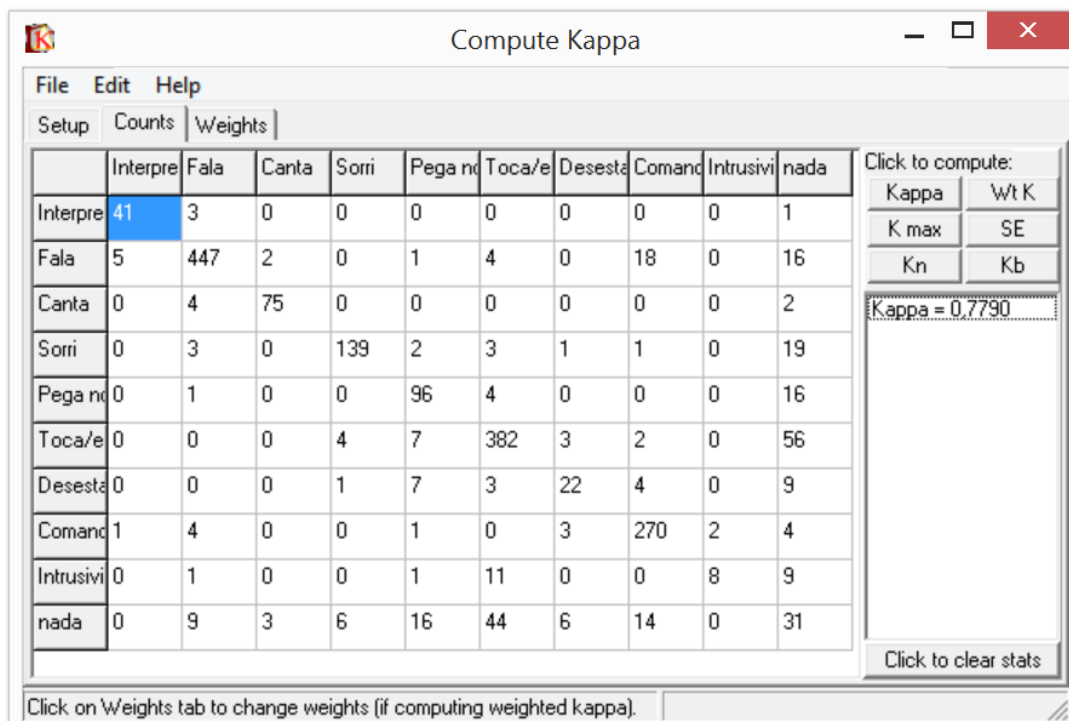 Compute Kappa
File Edit Help
Setup Counts Weights
Interpre Fala Canta Sorri Pega no Toca/e Desesta Comand Intrusivi nada
Interpre 41 3 0 0 0 0 0 0 0 1
Fala 5 447 2 0 1 4 0 18 0 16
Canta 0 4 75 0 0 0 0 0 0 2
Sorri 0 3 0 139 2 3 1 1 0 19
Pega no 0 1 0 0 96 4 0 0 0 16
Toca/e 0 0 0 4 7 382 3 2 0 56
Desesta 0 0 0 1 7 3 22 4 0 9
Comand 1 4 0 0 1 0 3 270 2 4
Intrusivi 0 1 0 0 1 11 0 0 8 9
nada 0 9 3 6 16 44 6 14 0 31
Click to compute:
Kappa Wt K
K max SE
Kn Kb
Kappa = 0,7790
Click to clear stats
Click on Weights tab to change weights (if computing weighted kappa).